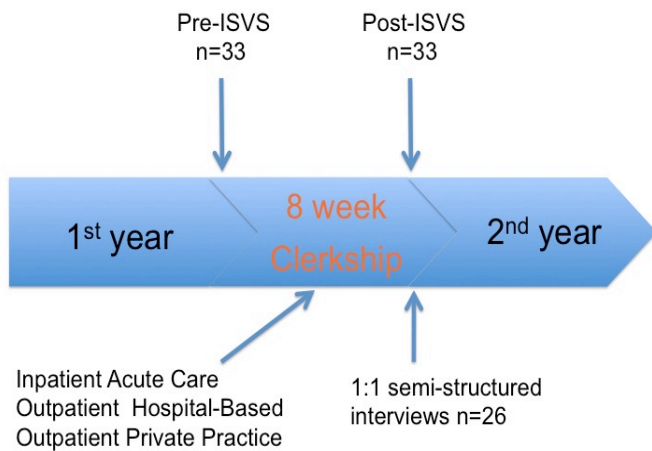 Pre-ISVS
n=33
Post-ISVS
n=33
1st year
8 week
Clerkship
2nd year
Inpatient Acute Care
Outpatient Hospital-Based
Outpatient Private Practice
1:1 semi-structured
interviews n=26